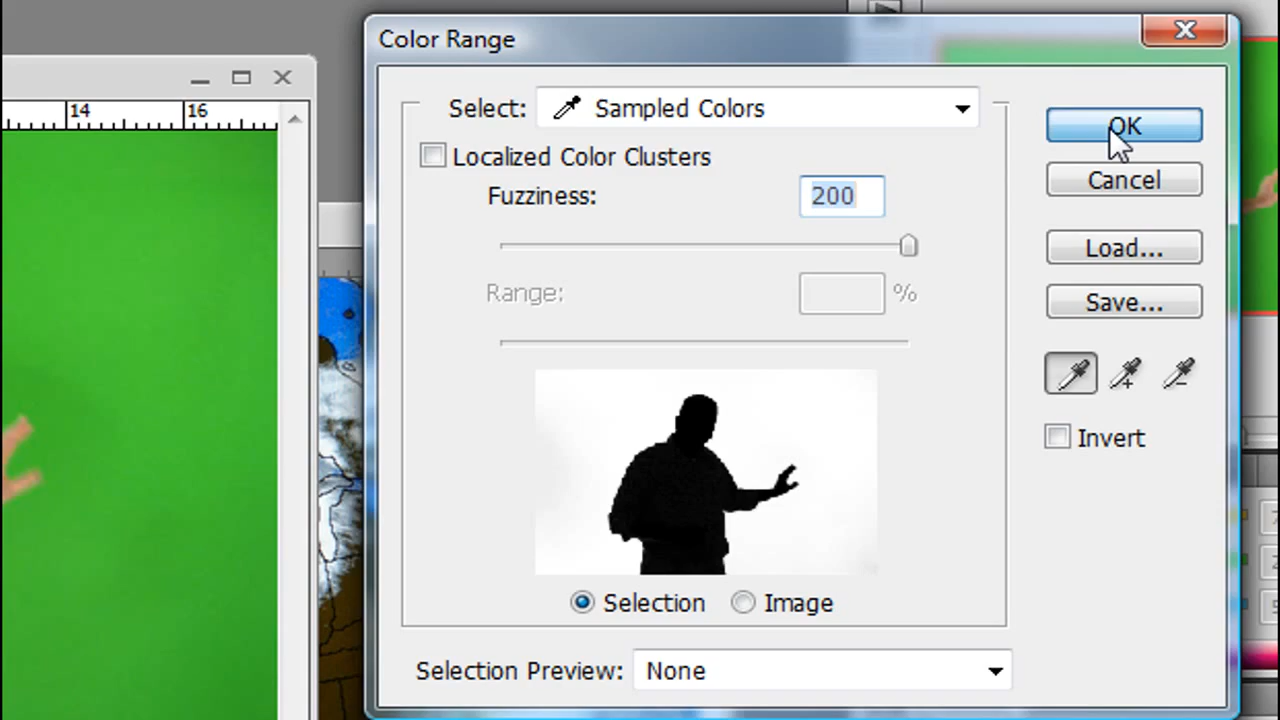 Color Range
14 16
Select: Sampled Colors
OK
Localized Color Clusters
Cancel
Fuzziness: 200
Load...
Range: %
Save...
Invert
Selection Image
Selection Preview: None